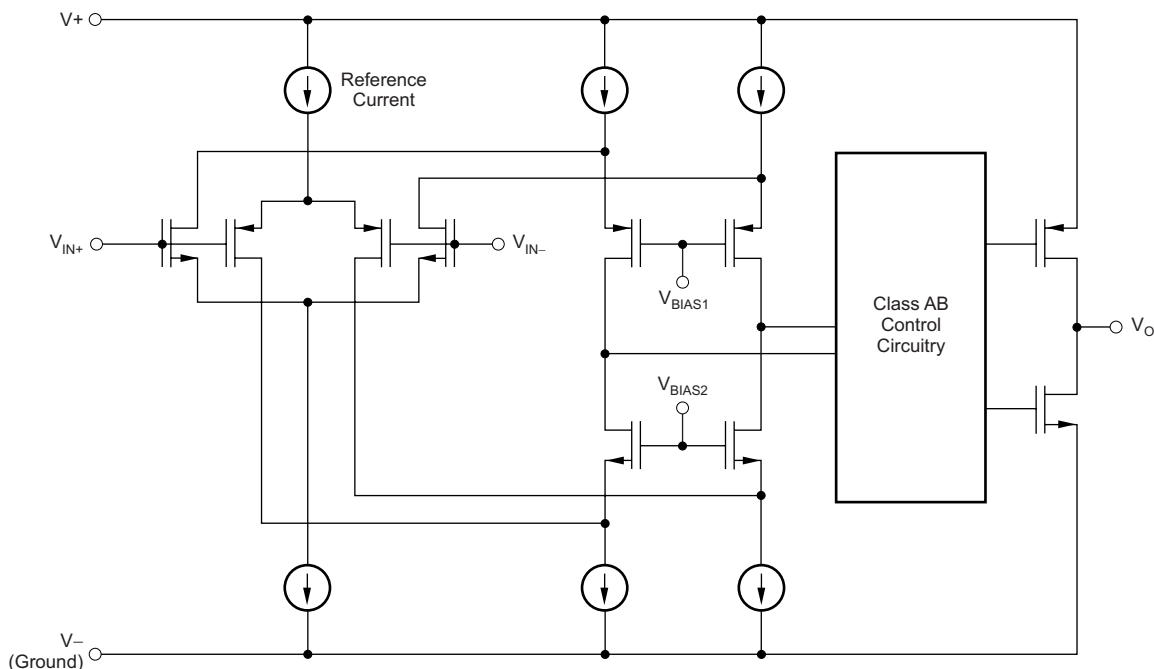 V+
Reference
Current
V_IN+
V_IN–
V_BIAS1
Class AB
Control
Circuitry
V_O
V_BIAS2
V–
(Ground)